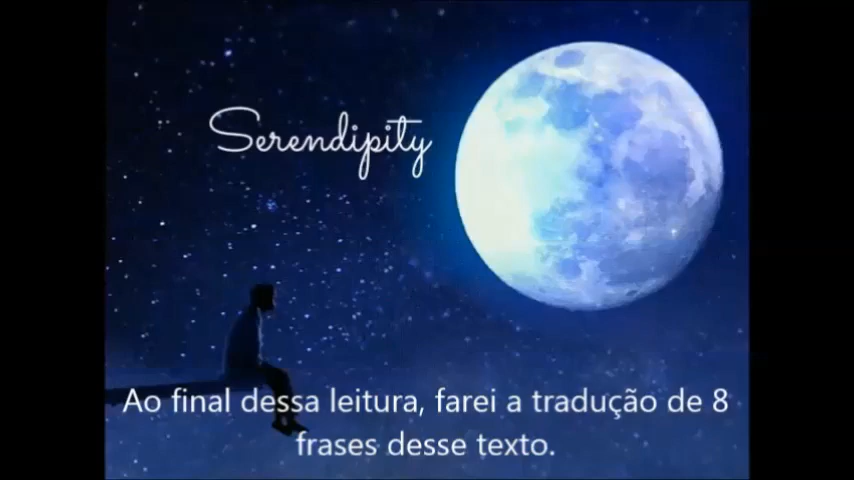 Serendipity
Ao final dessa leitura, farei a tradução de 8
frases desse texto.